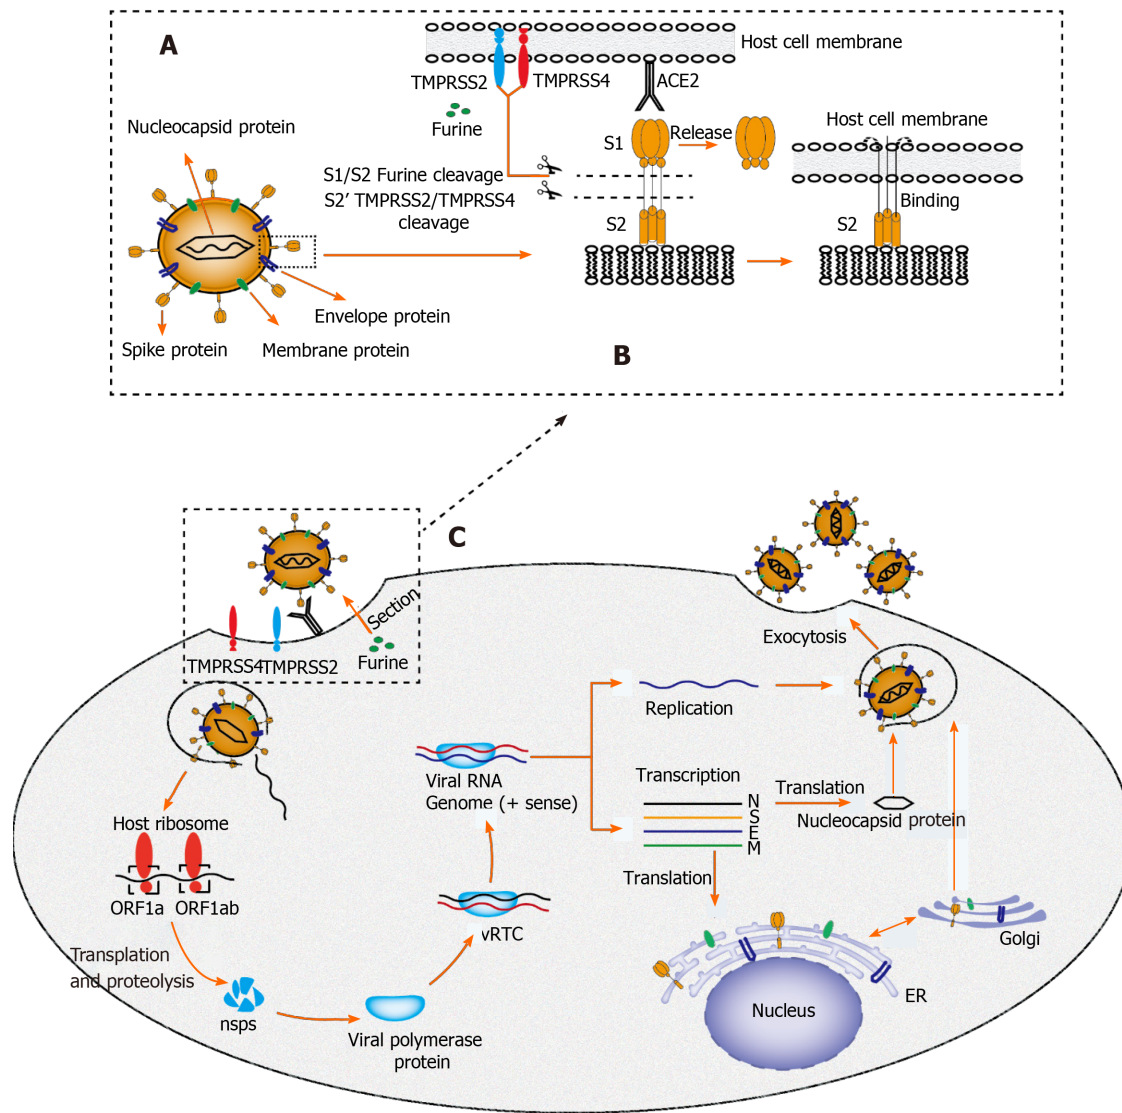 A
Host cell membrane
TMPRSS2
TMPRSS4
ACE2
Furine
Nucleocapsid protein
S1
Release
Host cell membrane
S1/S2 Furine cleavage
S2′ TMPRSS2/TMPRSS4
cleavage
Binding
S2
S2
Envelope protein
Spike protein
Membrane protein
B
C
Section
TMPRSS4
TMPRSS2
Furine
Exocytosis
Replication
Viral RNA
Genome (+ sense)
Transcription
N
S
E
M
Translation
Nucleocapsid protein
Host ribosome
ORF1a
ORF1ab
Translation
vRTC
Golgi
Transplation
and proteolysis
ER
nsps
Nucleus
Viral polymerase
protein